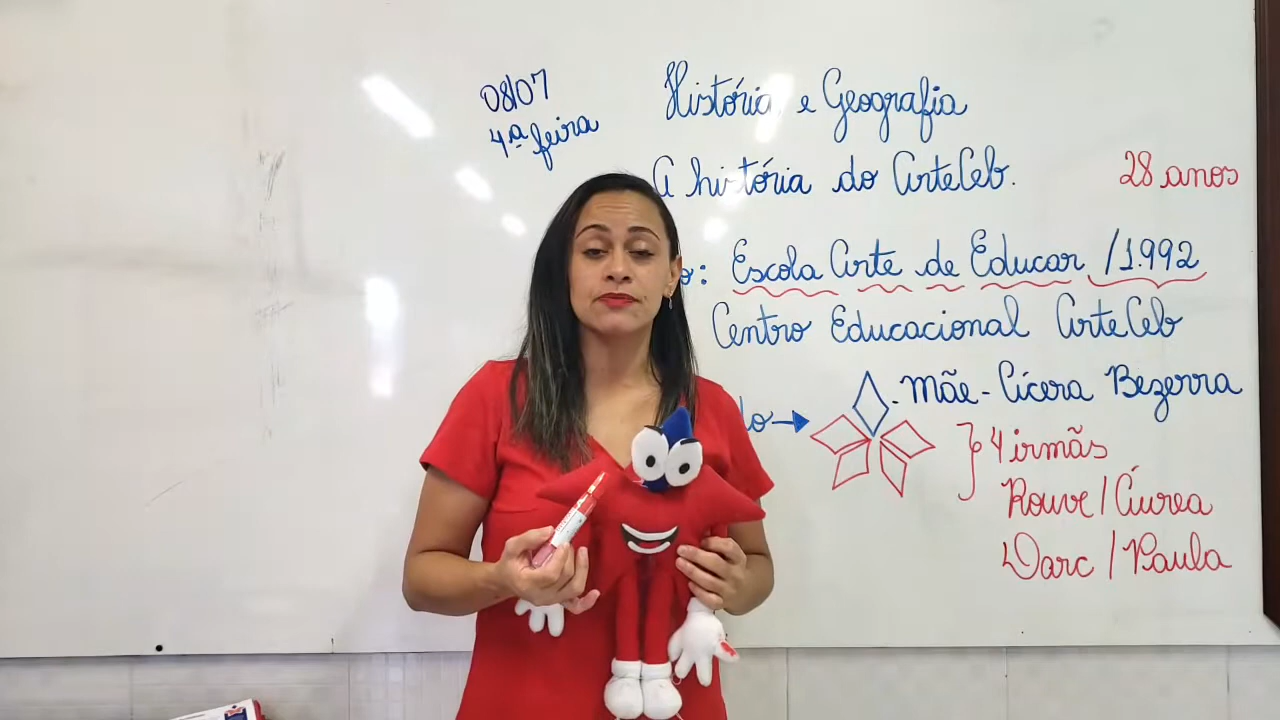 08/07
4ª feira
História e Geografia
A história do ArteCeb.
28 anos
o: Escola Arte de Educar /1.992
Centro Educacional ArteCeb
do → - Mãe - Cícera Bezerra
4 irmãs
Rouve / Áurea
Darc / Paula